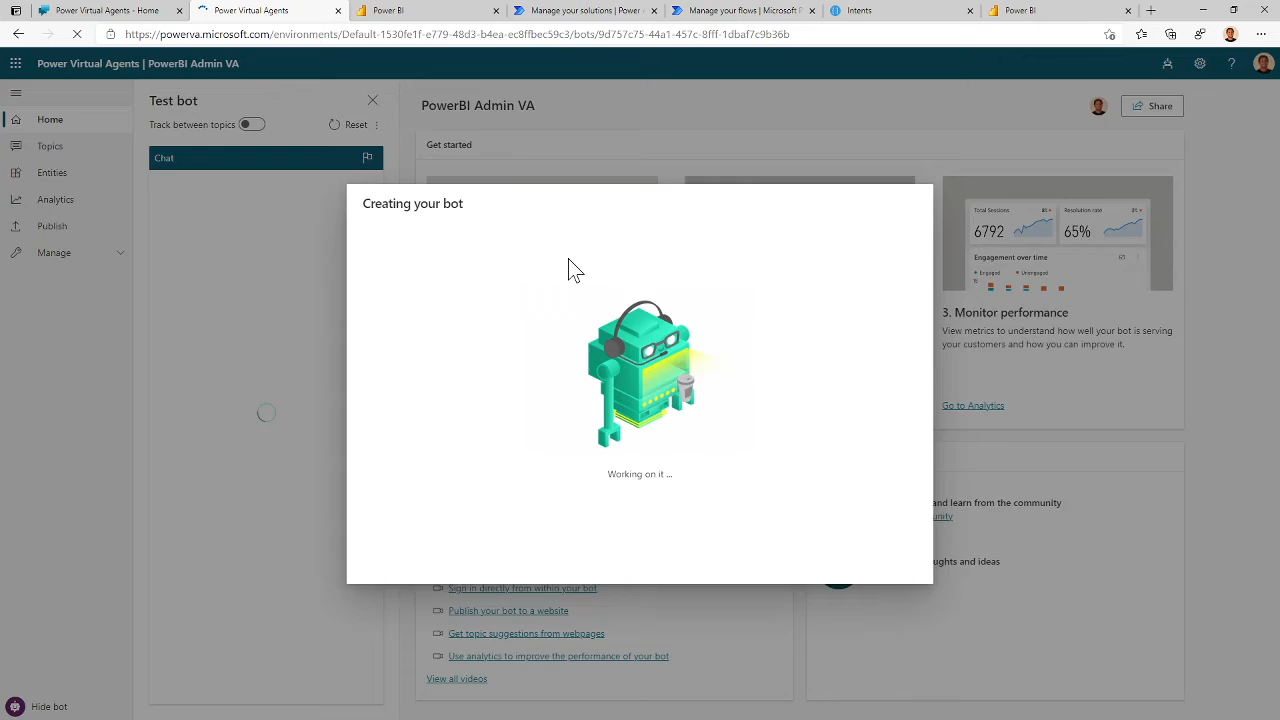 Power Virtual Agents - Home
Power Virtual Agents
Power BI
Manage your solutions | Power
Manage your flows | Microsoft P
Intents
Power BI
https://powerva.microsoft.com/environments/Default-1530fe1f-e779-48d3-b4ea-ec8ffbec59c3/bots/9d757c75-44a1-457c-8fff-1dbaf7c9b36b
Power Virtual Agents | PowerBI Admin VA
Home
Topics
Entities
Analytics
Publish
Manage
Hide bot
Test bot
Track between topics
Reset
Chat
PowerBI Admin VA
Share
Get started
Total Sessions
6792
Resolution rate
65%
Engagement over time
Engaged
Unengaged
3. Monitor performance
View metrics to understand how well your bot is serving
your customers and how you can improve it.
Go to Analytics
Creating your bot
Working on it ...
and learn from the community
unity
ughts and ideas
Sign in directly from within your bot
Publish your bot to a website
Get topic suggestions from webpages
Use analytics to improve the performance of your bot
View all videos